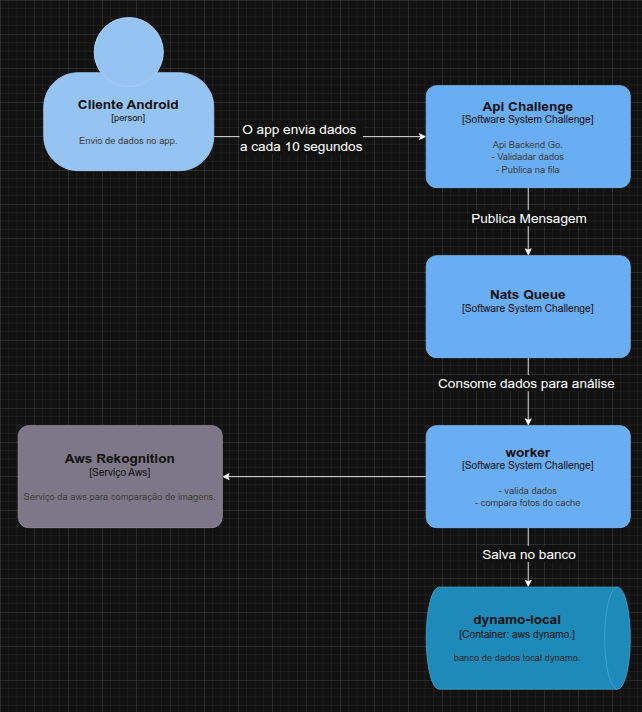 Cliente Android
[person]
Envio de dados no app.
O app envia dados
a cada 10 segundos
Api Challenge
[Software System Challenge]
Api Backend Go.
- Validadar dados
- Publica na fila
Publica Mensagem
Nats Queue
[Software System Challenge]
Consome dados para análise
worker
[Software System Challenge]
- valida dados
- compara fotos do cache
Aws Rekognition
[Serviço Aws]
Serviço da aws para comparação de imagens.
Salva no banco
dynamo-local
[Container: aws dynamo.]
banco de dados local dynamo.